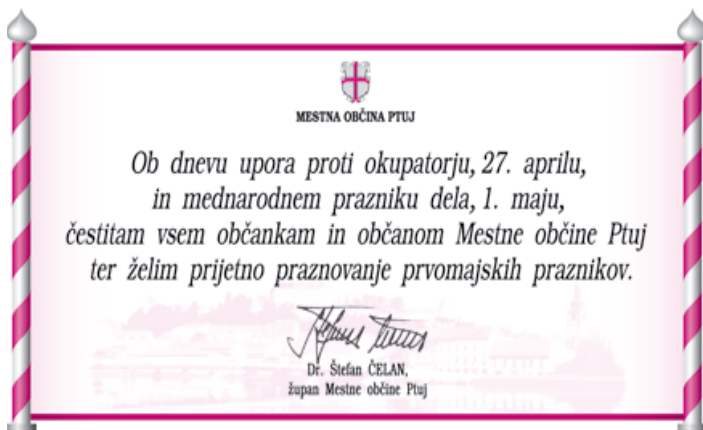 MESTNA OBČINA PTUJ
Ob dnevu upora proti okupatorju, 27. aprilu,
in mednarodnem prazniku dela, 1. maju,
čestitam vsem občankam in občanom Mestne občine Ptuj
ter želim prijetno praznovanje prvomajskih praznikov.
Dr. Štefan ČELAN,
župan Mestne občine Ptuj